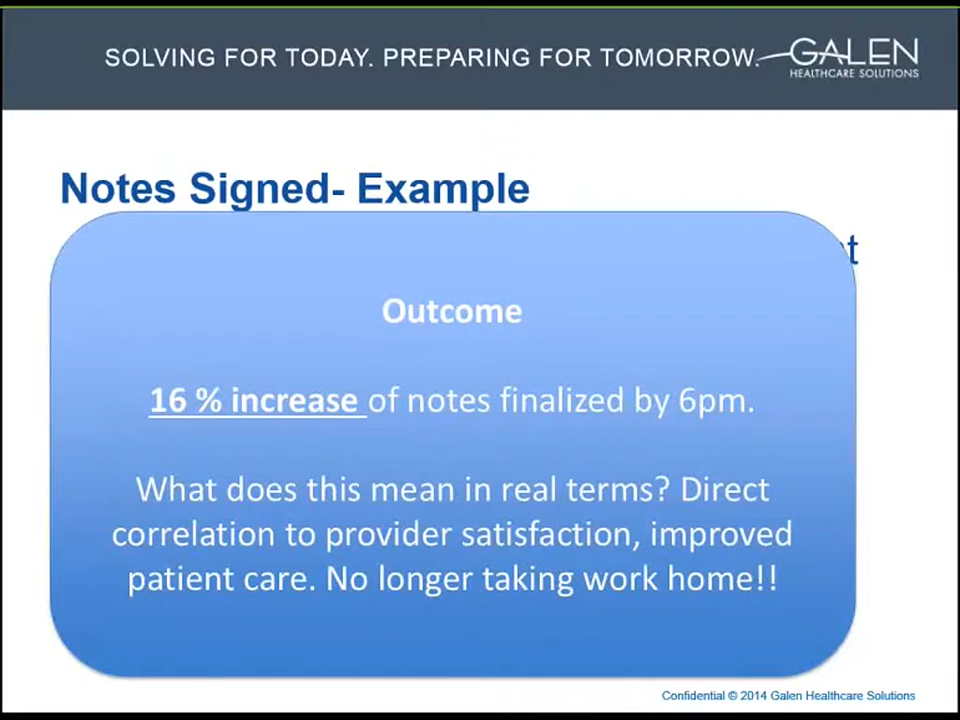 SOLVING FOR TODAY. PREPARING FOR TOMORROW.
GALEN
HEALTHCARE SOLUTIONS
Notes Signed- Example
Outcome
16 % increase of notes finalized by 6pm.
What does this mean in real terms? Direct
correlation to provider satisfaction, improved
patient care. No longer taking work home!!
Confidential © 2014 Galen Healthcare Solutions